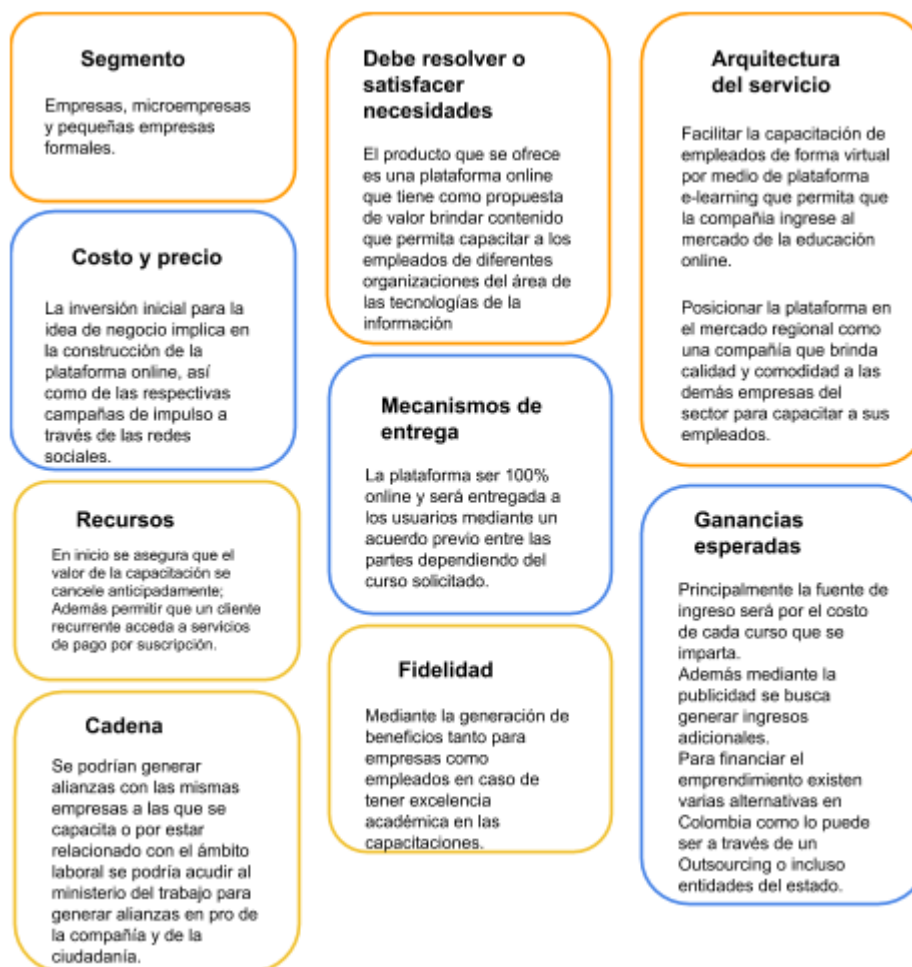 Segmento
Empresas, microempresas
y pequeñas empresas
formales.
Costo y precio
La inversión inicial para la
idea de negocio implica en
la construcción de la
plataforma online, así
como de las respectivas
campañas de impulso a
través de las redes
sociales.
Recursos
En inicio se asegura que el
valor de la capacitación se
cancele anticipadamente;
Además permitir que un cliente
recurrente acceda a servicios
de pago por suscripción.
Cadena
Se podrían generar
alianzas con las mismas
empresas a las que se
capacita o por estar
relacionado con el ámbito
laboral se podría acudir al
ministerio del trabajo para
generar alianzas en pro de
la compañía y de la
ciudadanía.
Debe resolver o
satisfacer
necesidades
El producto que se ofrece
es una plataforma online
que tiene como propuesta
de valor brindar contenido
que permita capacitar a los
empleados de diferentes
organizaciones del área de
las tecnologías de la
información
Mecanismos de
entrega
La plataforma ser 100%
online y será entregada a
los usuarios mediante un
acuerdo previo entre las
partes dependiendo del
curso solicitado.
Fidelidad
Mediante la generación de
beneficios tanto para
empresas como
empleados en caso de
tener excelencia
académica en las
capacitaciones.
Arquitectura
del servicio
Facilitar la capacitación de
empleados de forma virtual
por medio de plataforma
e-learning que permita que
la compañia ingrese al
mercado de la educación
online.
Posicionar la plataforma en
el mercado regional como
una compañía que brinda
calidad y comodidad a las
demás empresas del
sector para capacitar a sus
empleados.
Ganancias
esperadas
Principalmente la fuente de
ingreso será por el costo
de cada curso que se
imparta.
Además mediante la
publicidad se busca
generar ingresos
adicionales.
Para financiar el
emprendimiento existen
varias alternativas en
Colombia como lo puede
ser a través de un
Outsourcing o incluso
entidades del estado.